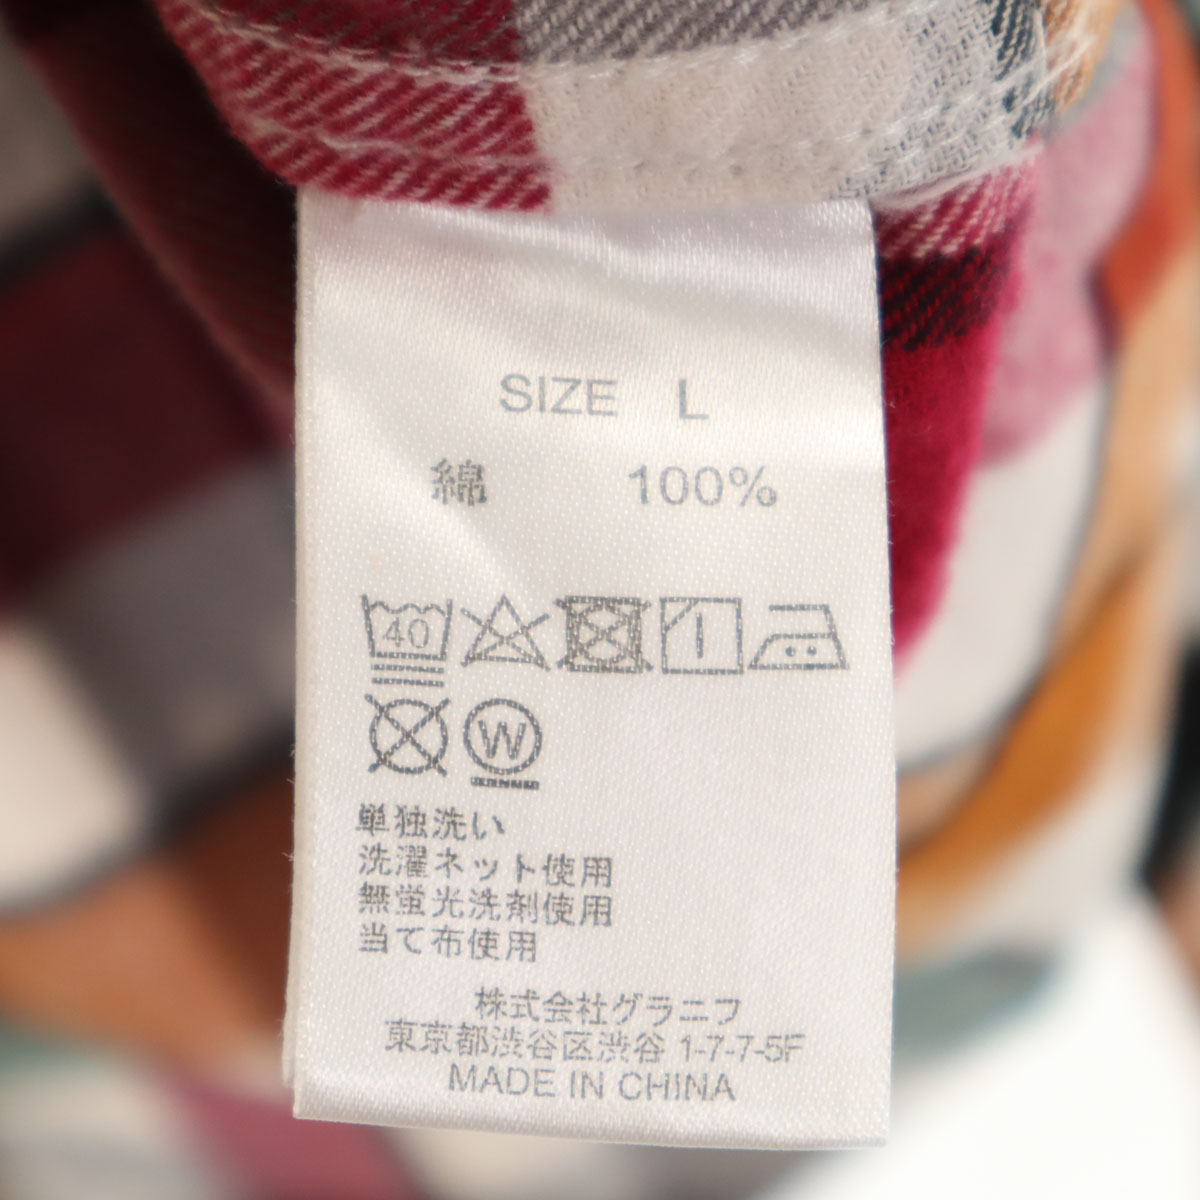 SIZE L
綿 100%
40
W
単独洗い
洗濯ネット使用
無蛍光洗剤使用
当て布使用
株式会社グラニフ
東京都渋谷区渋谷 1-7-7-5F
MADE IN CHINA